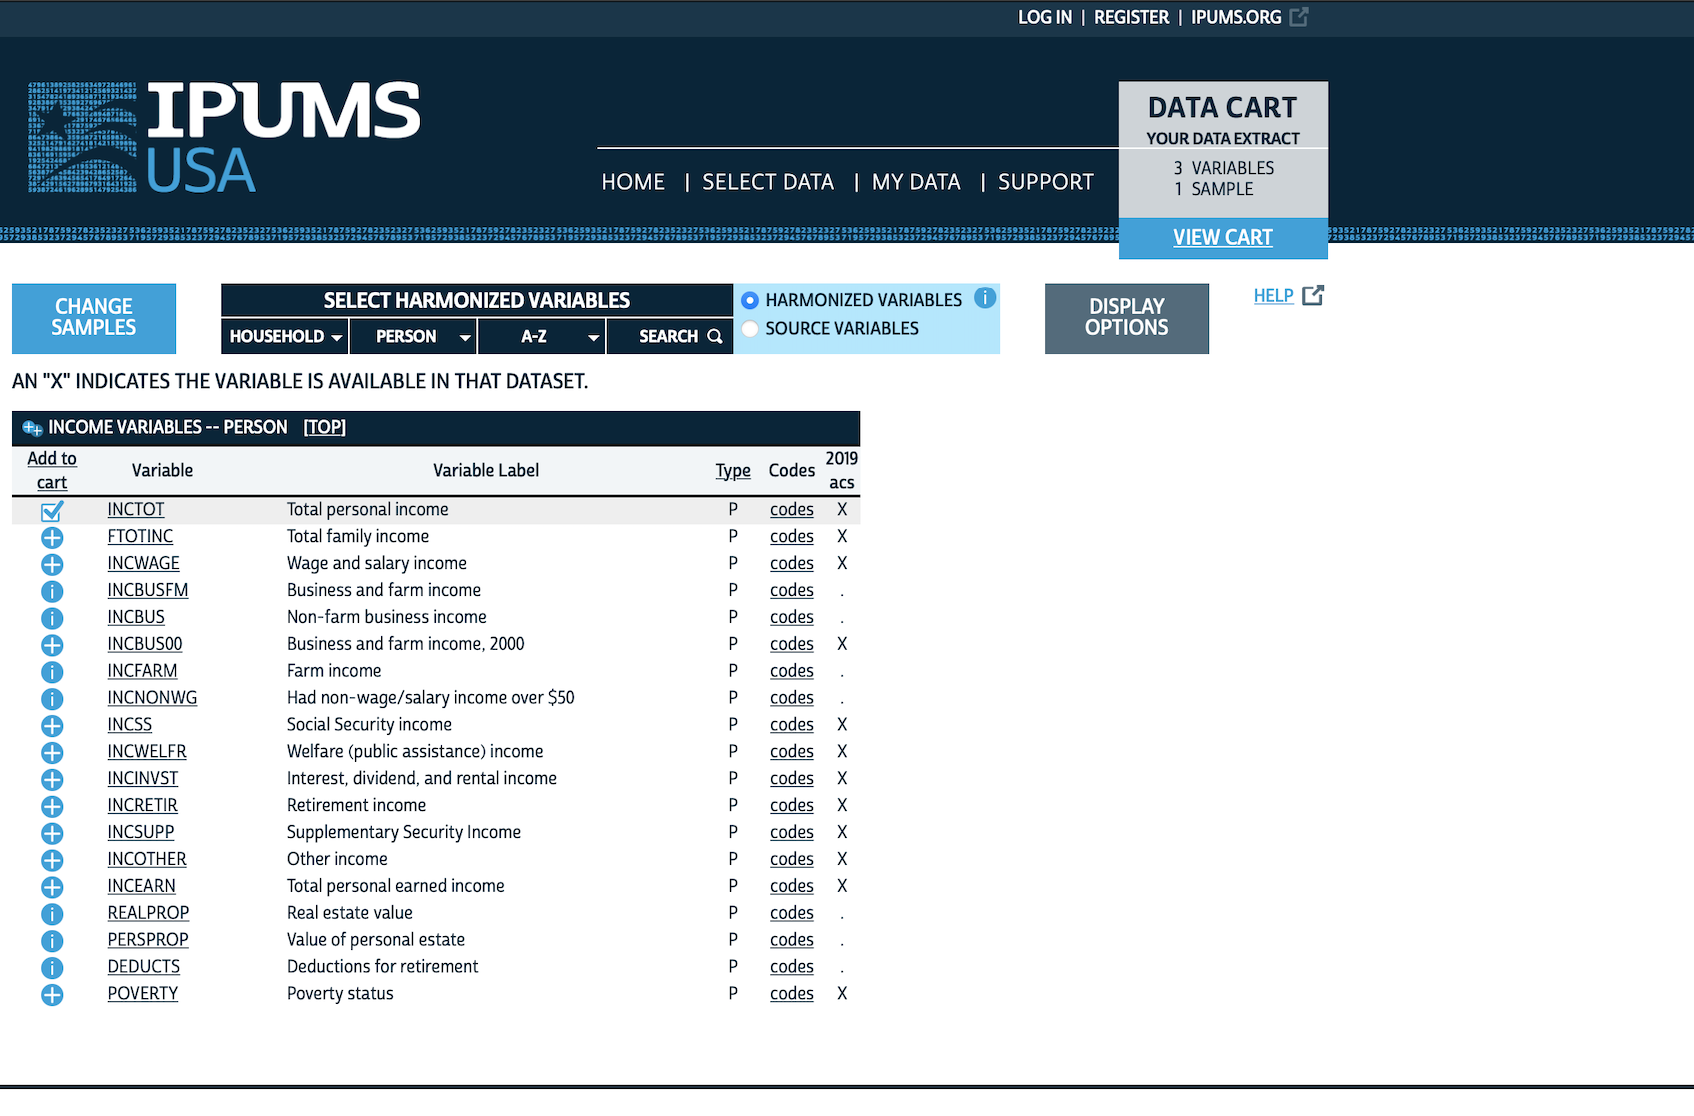 LOG IN | REGISTER | IPUMS.ORG
IPUMS
USA
DATA CART
YOUR DATA EXTRACT
3 VARIABLES
1 SAMPLE
VIEW CART
HOME | SELECT DATA | MY DATA | SUPPORT
CHANGE
SAMPLES
SELECT HARMONIZED VARIABLES
HOUSEHOLD PERSON A-Z SEARCH
HARMONIZED VARIABLES i
SOURCE VARIABLES
DISPLAY
OPTIONS
HELP
AN "X" INDICATES THE VARIABLE IS AVAILABLE IN THAT DATASET.
INCOME VARIABLES -- PERSON [TOP]
Add to cart Variable Variable Label Type Codes 2019 acs
INCTOT Total personal income P codes X
FTOTINC Total family income P codes X
INCWAGE Wage and salary income P codes X
i INCBUSFM Business and farm income P codes .
i INCBUS Non-farm business income P codes .
INCBUS00 Business and farm income, 2000 P codes X
i INCFARM Farm income P codes .
i INCNONWG Had non-wage/salary income over $50 P codes .
INCSS Social Security income P codes X
INCWELFR Welfare (public assistance) income P codes X
INCINVST Interest, dividend, and rental income P codes X
INCRETIR Retirement income P codes X
INCSUPP Supplementary Security Income P codes X
INCOTHER Other income P codes X
INCEARN Total personal earned income P codes X
i REALPROP Real estate value P codes .
i PERSPROP Value of personal estate P codes .
i DEDUCTS Deductions for retirement P codes .
POVERTY Poverty status P codes X